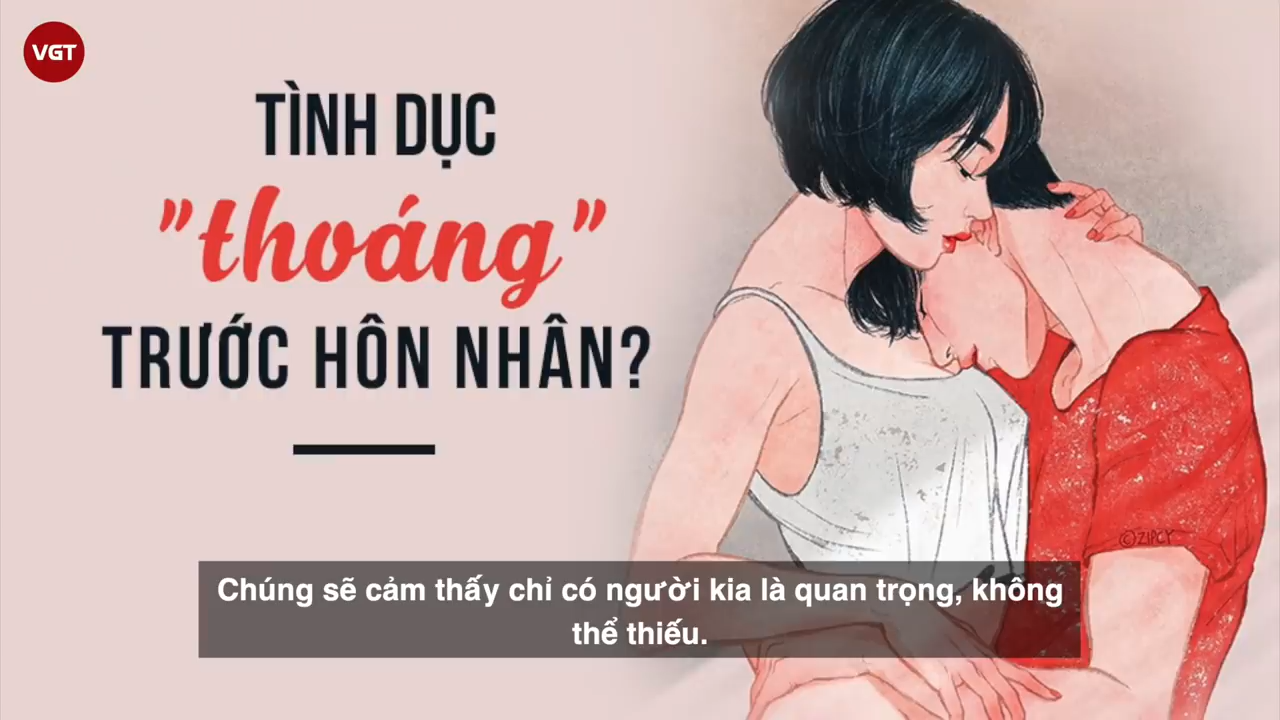 VGT
TÌNH DỤC
"thoáng"
TRƯỚC HÔN NHÂN?
©ZIPCY
Chúng sẽ cảm thấy chỉ có người kia là quan trọng, không
thể thiếu.